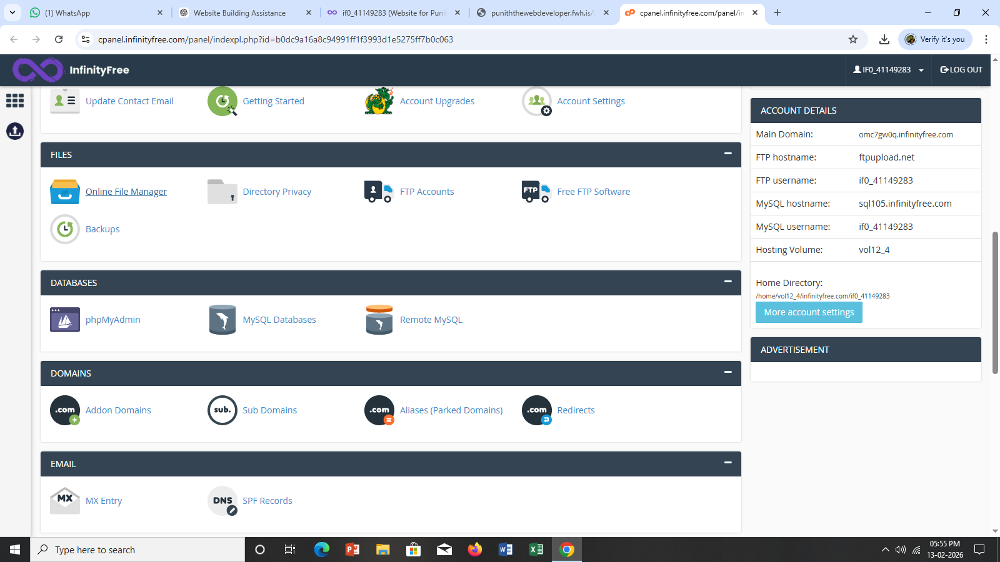 (1) WhatsApp
Website Building Assistance
if0_41149283 (Website for Punit
puniththewebdeveloper.fwh.is/i
cpanel.infinityfree.com/panel/in
cpanel.infinityfree.com/panel/indexpl.php?id=b0dc9a16a8c94991ff1f3993d1e5275ff7b0c063
Verify it's you
InfinityFree
IF0_41149283
LOG OUT
Update Contact Email
Getting Started
Account Upgrades
Account Settings
FILES
Online File Manager
Directory Privacy
FTP Accounts
FTP
Free FTP Software
Backups
DATABASES
phpMyAdmin
MySQL Databases
Remote MySQL
DOMAINS
.com
Addon Domains
sub.
Sub Domains
.com
Aliases (Parked Domains)
.com
Redirects
EMAIL
MX
MX Entry
DNS
SPF Records
ACCOUNT DETAILS
Main Domain: omc7gw0q.infinityfree.com
FTP hostname: ftpupload.net
FTP username: if0_41149283
MySQL hostname: sql105.infinityfree.com
MySQL username: if0_41149283
Hosting Volume: vol12_4
Home Directory:
/home/vol12_4/infinityfree.com/if0_41149283
More account settings
ADVERTISEMENT
Type here to search
05:55 PM
13-02-2026